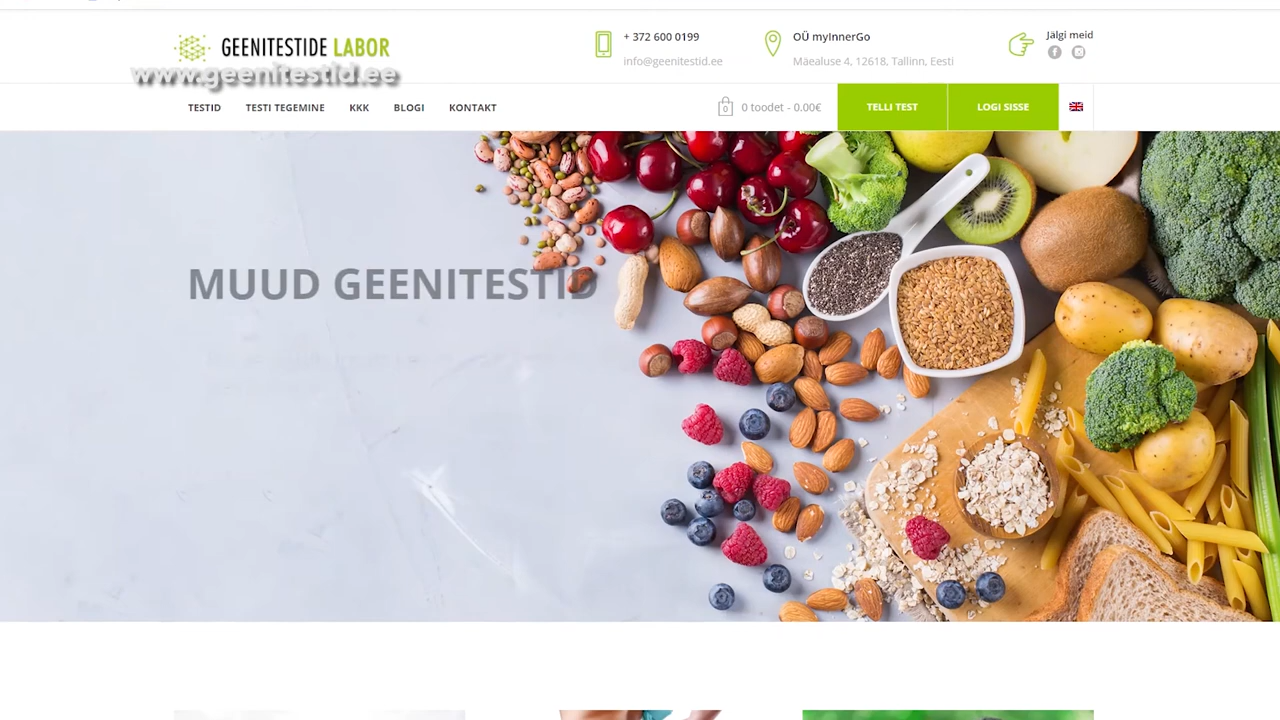 GEENITESTIDE LABOR
www.geenitestid.ee
+ 372 600 0199
info@geenitestid.ee
OÜ myInnerGo
Mäealuse 4, 12618, Tallinn, Eesti
Jälgi meid
TESTID
TESTI TEGEMINE
KKK
BLOGI
KONTAKT
0
0 toodet - 0.00€
TELLI TEST
LOGI SISSE
MUUD GEENITESTID